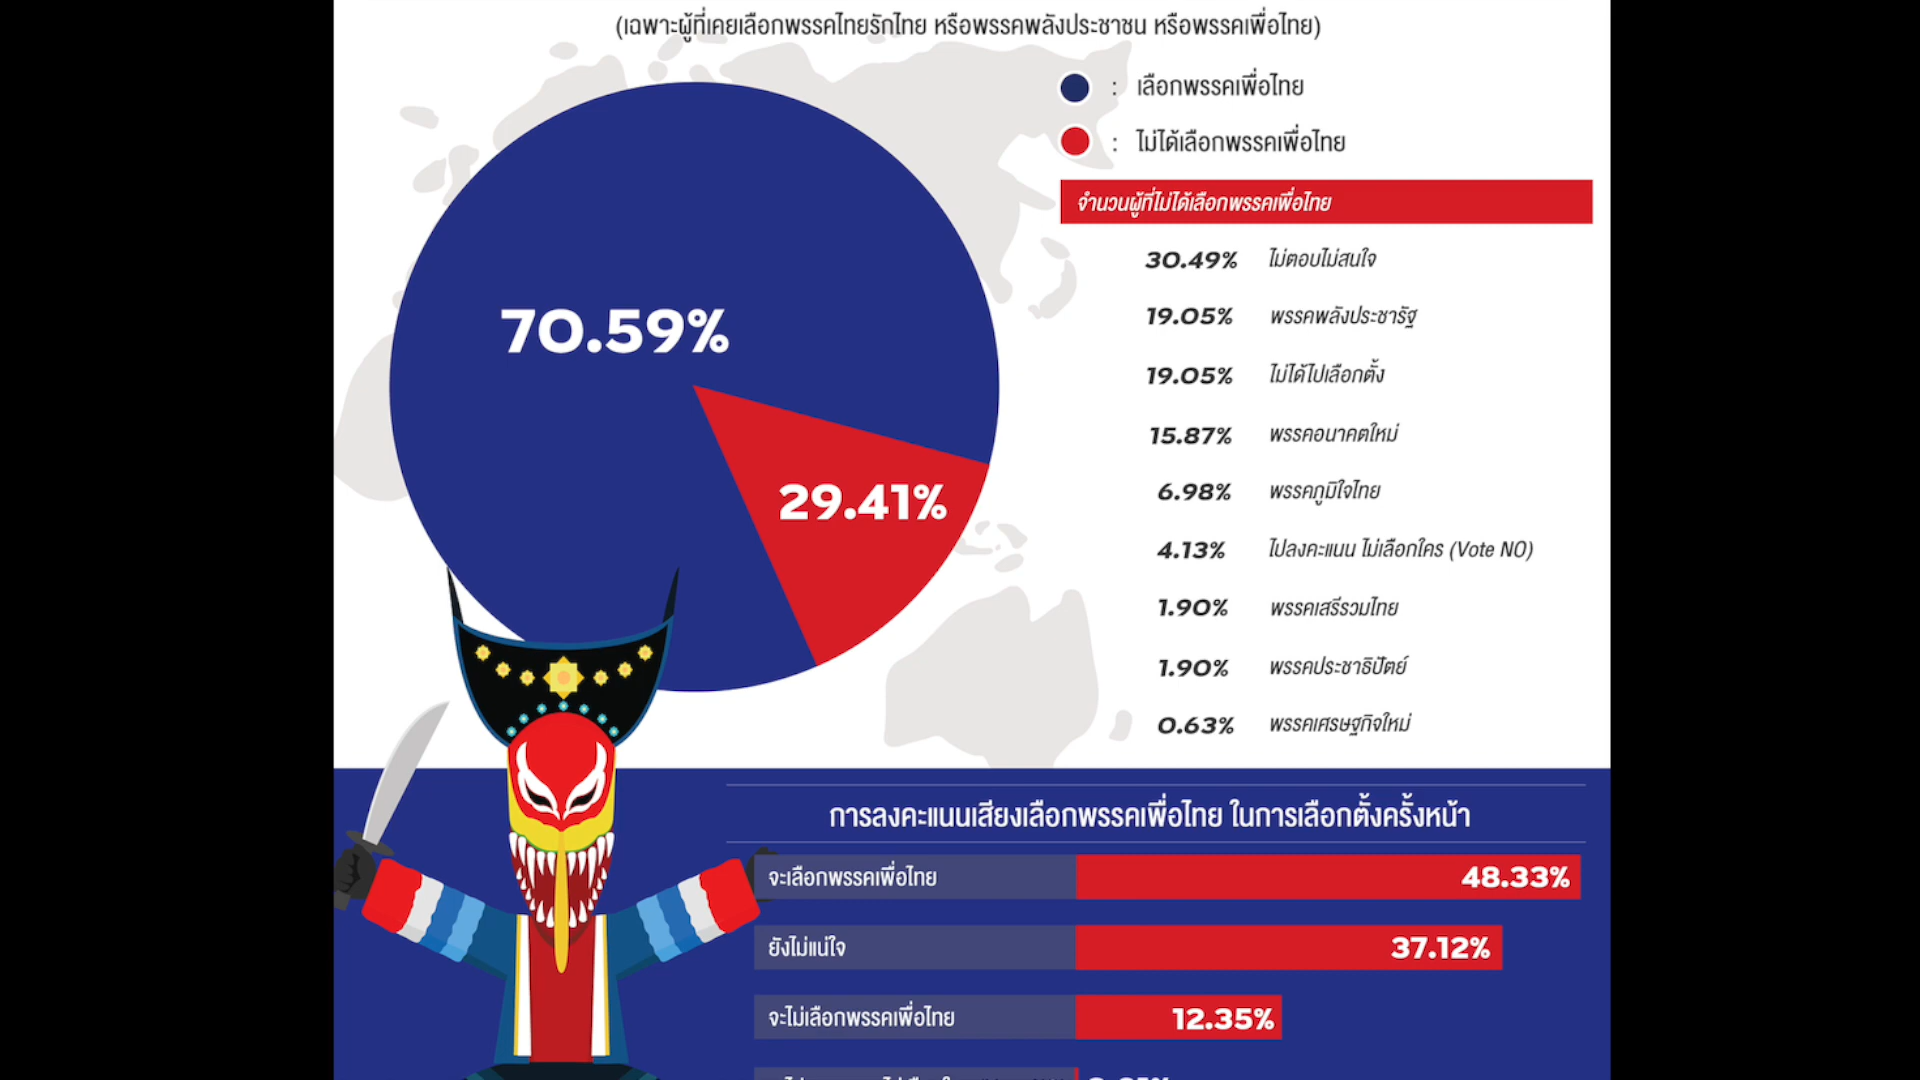 (เฉพาะผู้ที่เคยเลือกพรรคไทยรักไทย หรือพรรคพลังประชาชน หรือพรรคเพื่อไทย)
: เลือกพรรคเพื่อไทย
: ไม่ได้เลือกพรรคเพื่อไทย
จำนวนผู้ที่ไม่ได้เลือกพรรคเพื่อไทย
30.49% ไม่ตอบไม่สนใจ
19.05% พรรคพลังประชารัฐ
19.05% ไม่ได้ไปเลือกตั้ง
15.87% พรรคอนาคตใหม่
6.98% พรรคภูมิใจไทย
4.13% ไปลงคะแนน ไม่เลือกใคร (Vote NO)
1.90% พรรคเสรีรวมไทย
1.90% พรรคประชาธิปัตย์
0.63% พรรคเศรษฐกิจใหม่
70.59%
29.41%
การลงคะแนนเสียงเลือกพรรคเพื่อไทย ในการเลือกตั้งครั้งหน้า
จะเลือกพรรคเพื่อไทย 48.33%
ยังไม่แน่ใจ 37.12%
จะไม่เลือกพรรคเพื่อไทย 12.35%